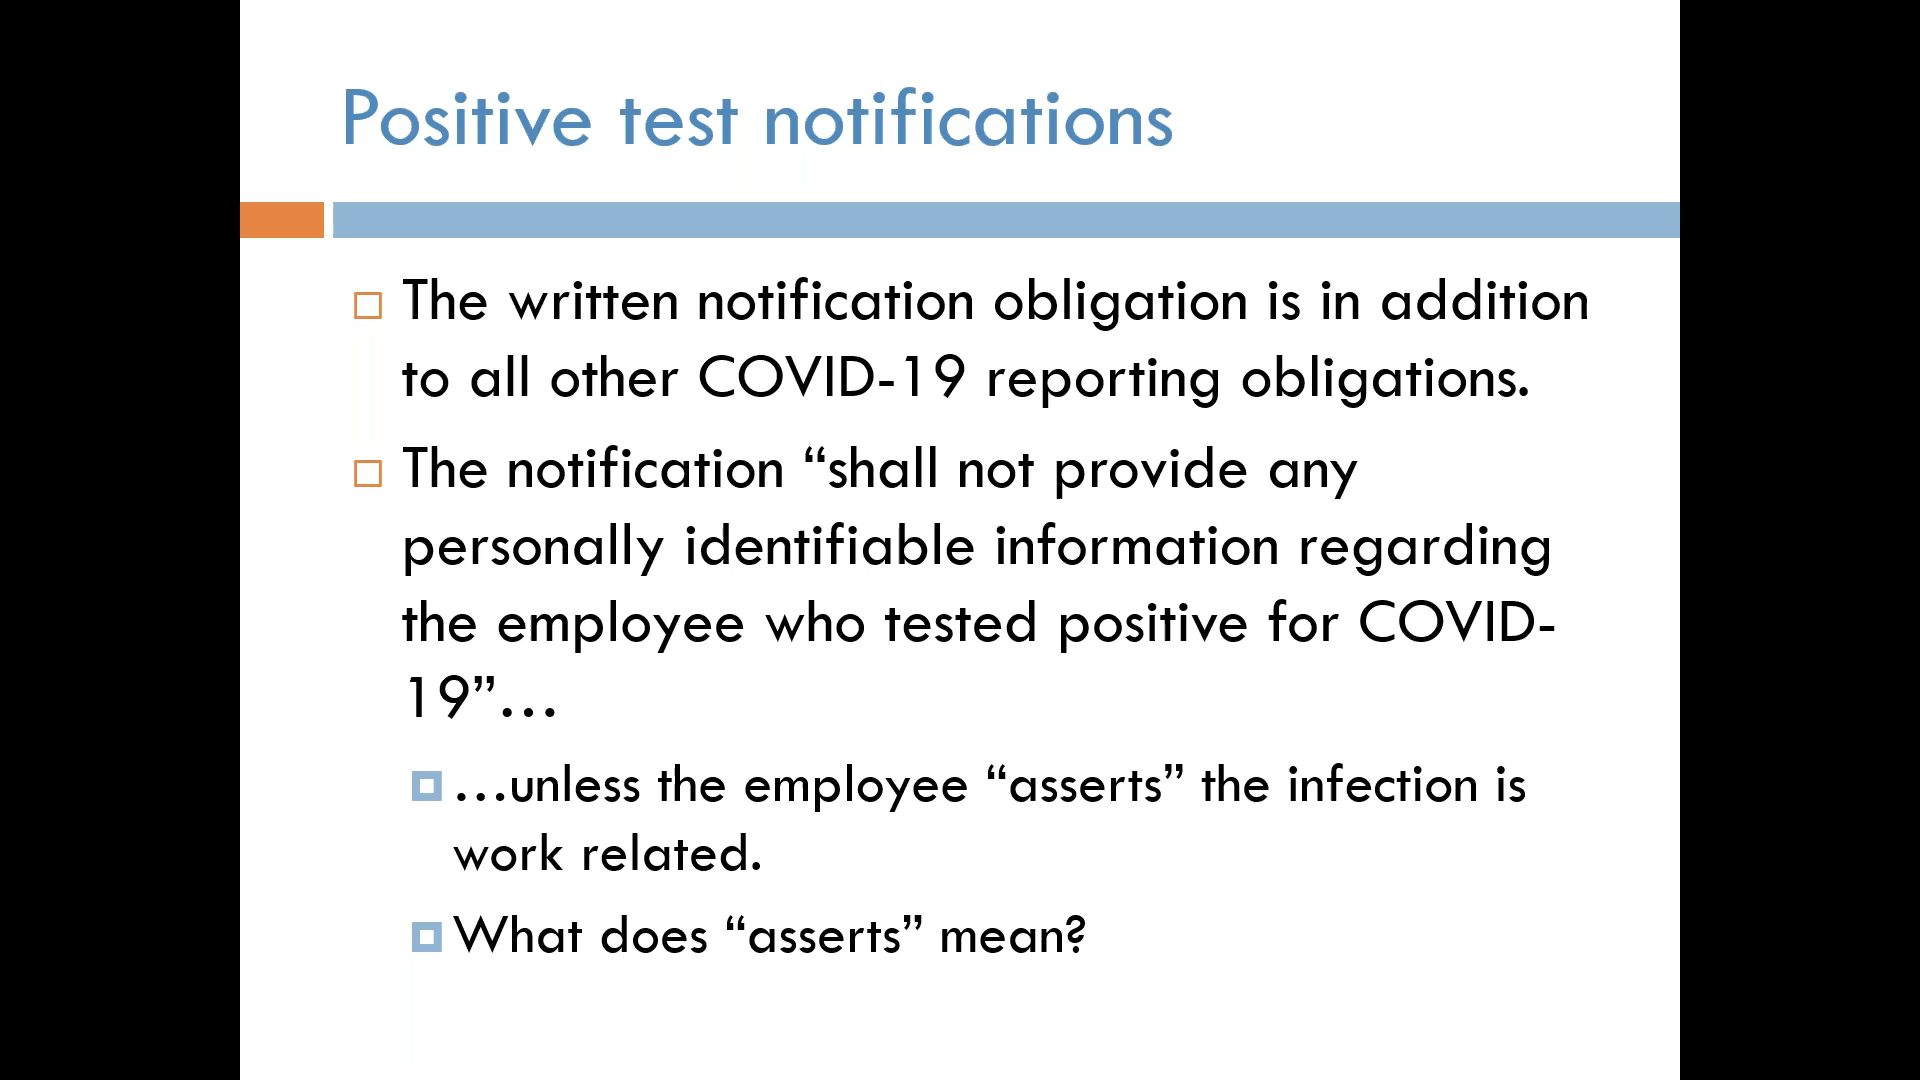 Positive test notifications
The written notification obligation is in addition
to all other COVID-19 reporting obligations.
The notification “shall not provide any
personally identifiable information regarding
the employee who tested positive for COVID-
19”…
…unless the employee “asserts” the infection is
work related.
What does “asserts” mean?